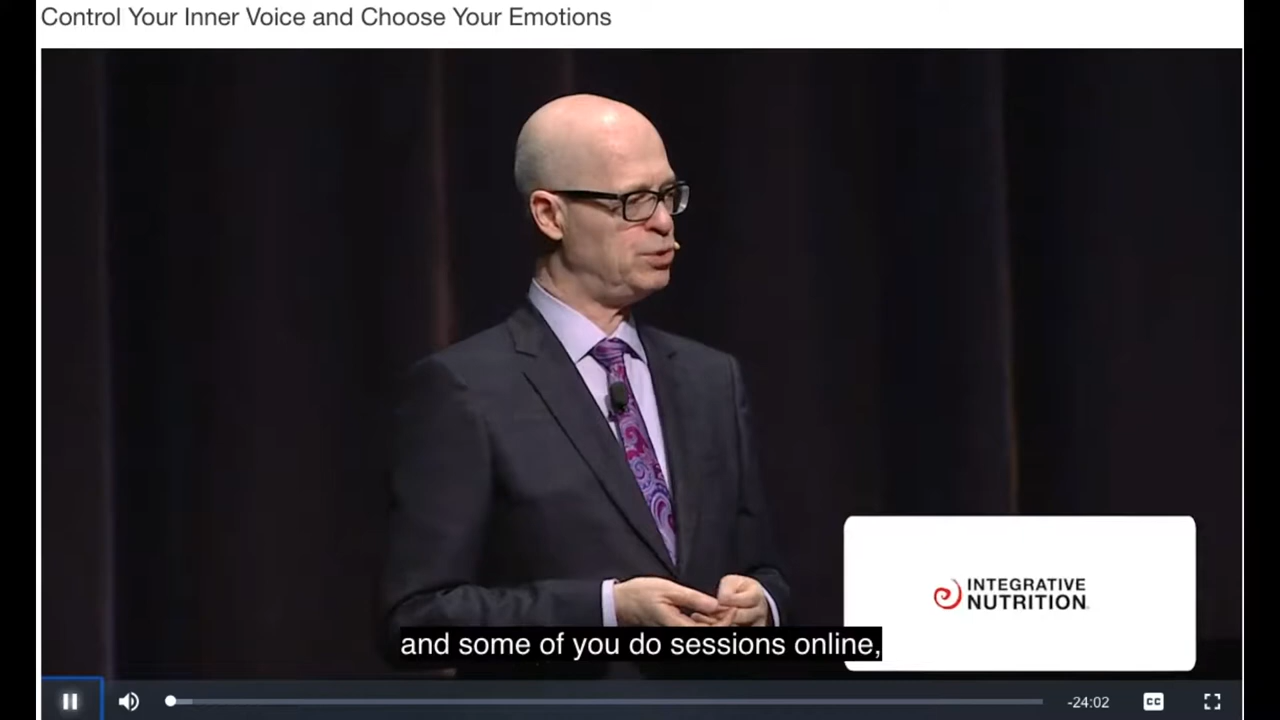 Control Your Inner Voice and Choose Your Emotions
INTEGRATIVE
NUTRITION
and some of you do sessions online,
-24:02
CC